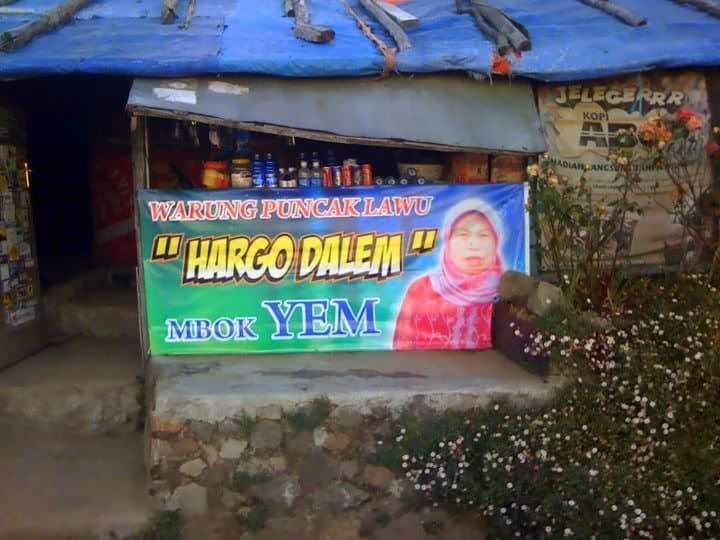 WARUNG PUNCAK LAWU
"HARGO DALEM"
MBOK YEM
JELEGERRR
KOPI